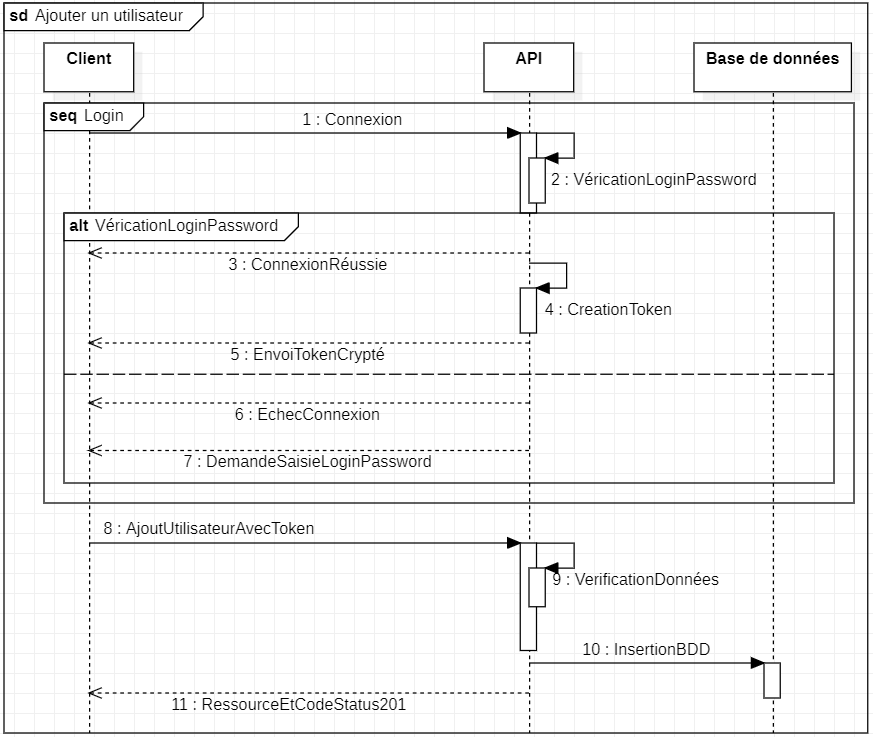 sd Ajouter un utilisateur
Client
API
Base de données
seq Login
1 : Connexion
2 : VéricationLoginPassword
alt VéricationLoginPassword
3 : ConnexionRéussie
4 : CreationToken
5 : EnvoiTokenCrypté
6 : EchecConnexion
7 : DemandeSaisieLoginPassword
8 : AjoutUtilisateurAvecToken
9 : VerificationDonnées
10 : InsertionBDD
11 : RessourceEtCodeStatus201